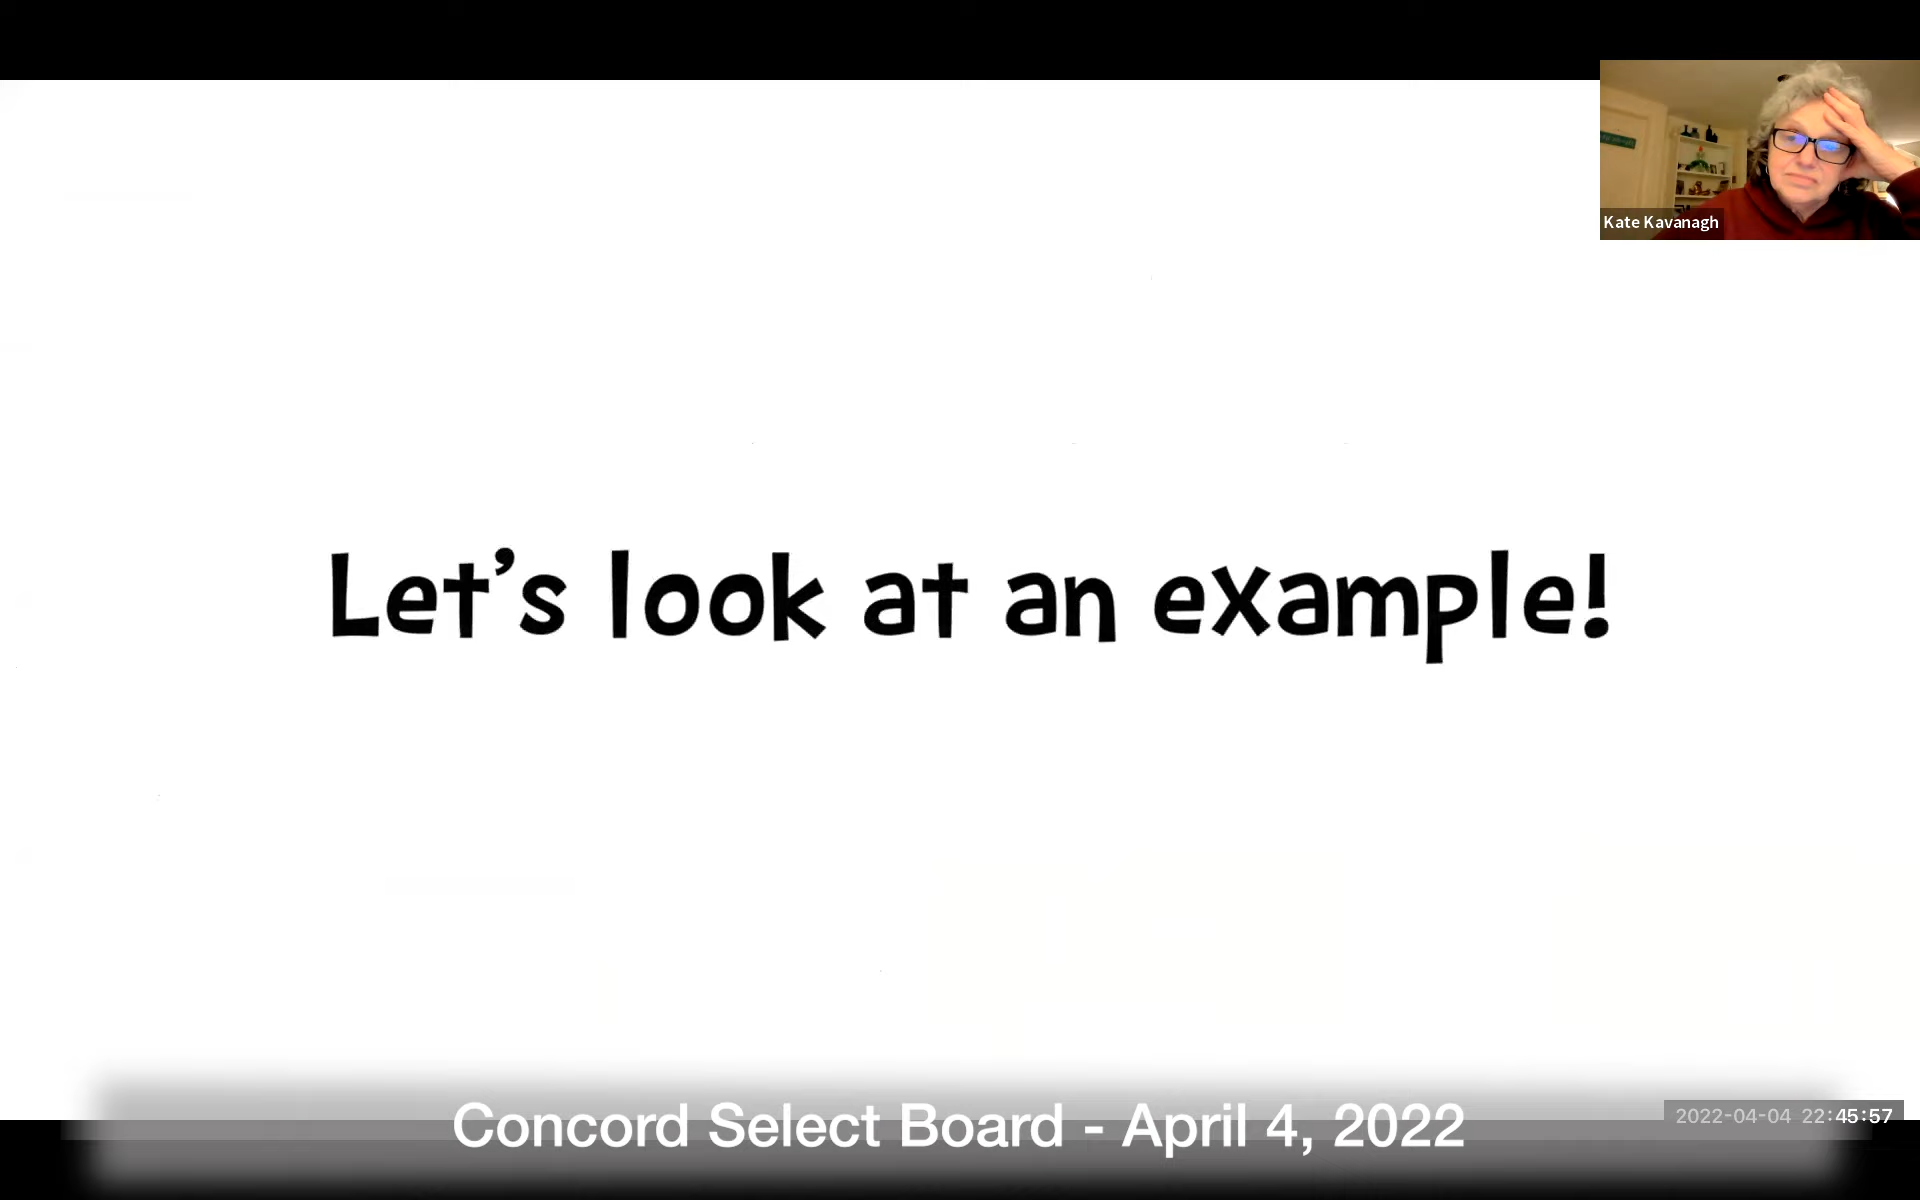 Kate Kavanagh
Let's look at an example!
Concord Select Board - April 4, 2022
2022-04-04 22:45:57